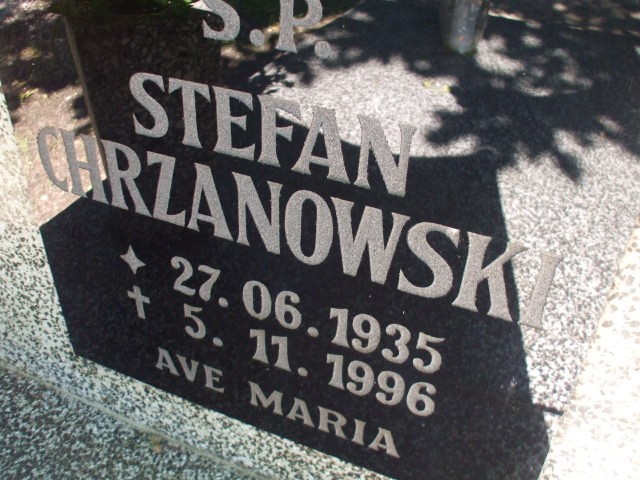 S.P.
STEFAN
CHRZANOWSKI
27.06.1935
5.11.1996
AVE MARIA